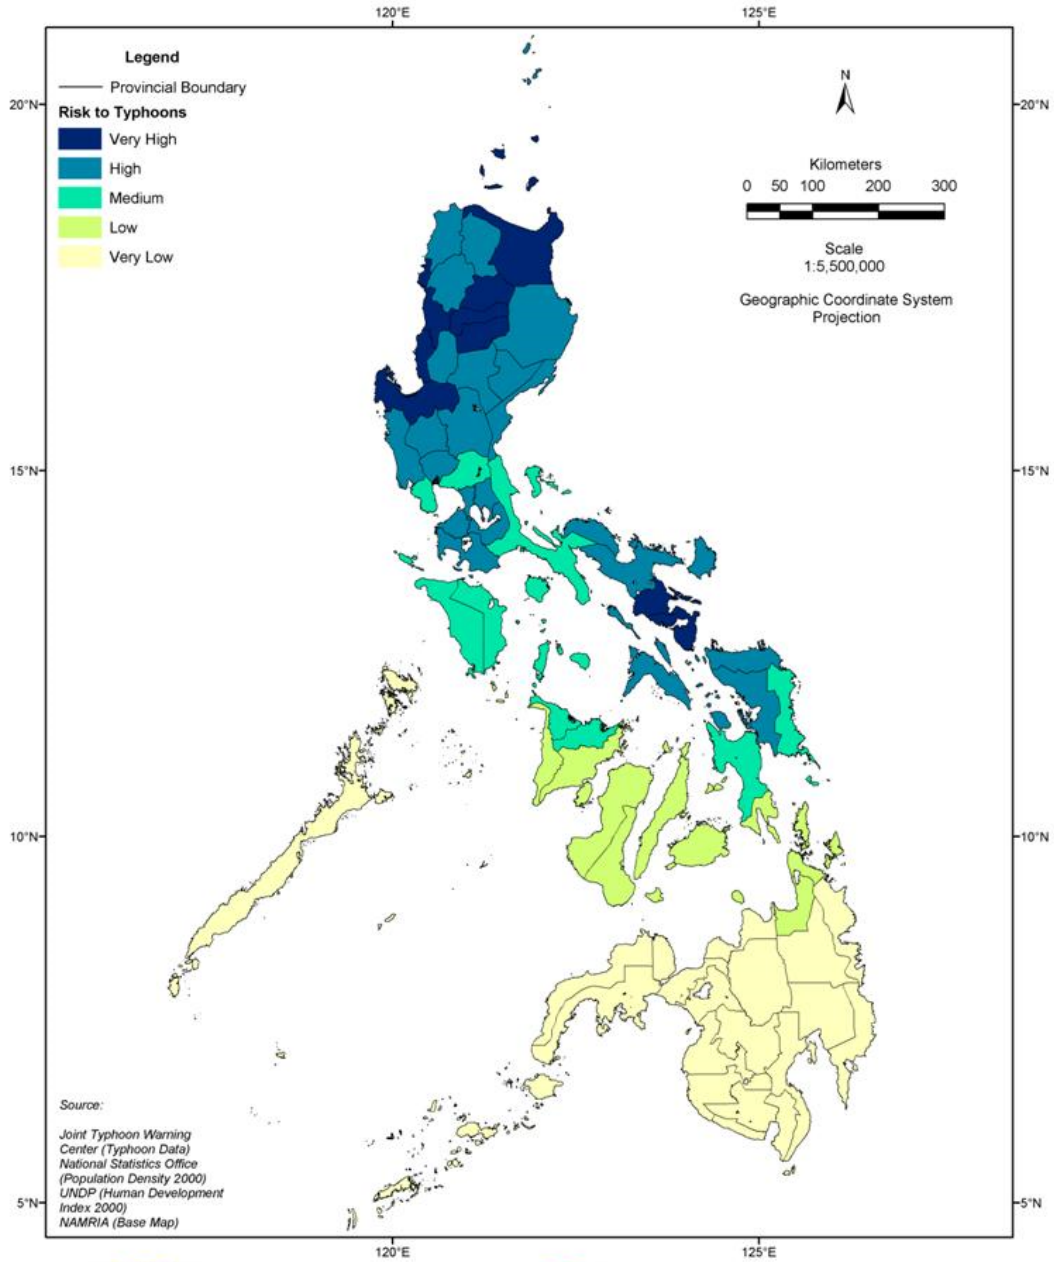 120°E 125°E
Legend
Provincial Boundary
Risk to Typhoons
Very High
High
Medium
Low
Very Low
N
Kilometers
0 50 100 200 300
Scale
1:5,500,000
Geographic Coordinate System
Projection
20°N 20°N
15°N 15°N
10°N 10°N
5°N 5°N
Source:
Joint Typhoon Warning
Center (Typhoon Data)
National Statistics Office
(Population Density 2000)
UNDP (Human Development
Index 2000)
NAMRIA (Base Map)
120°E 125°E